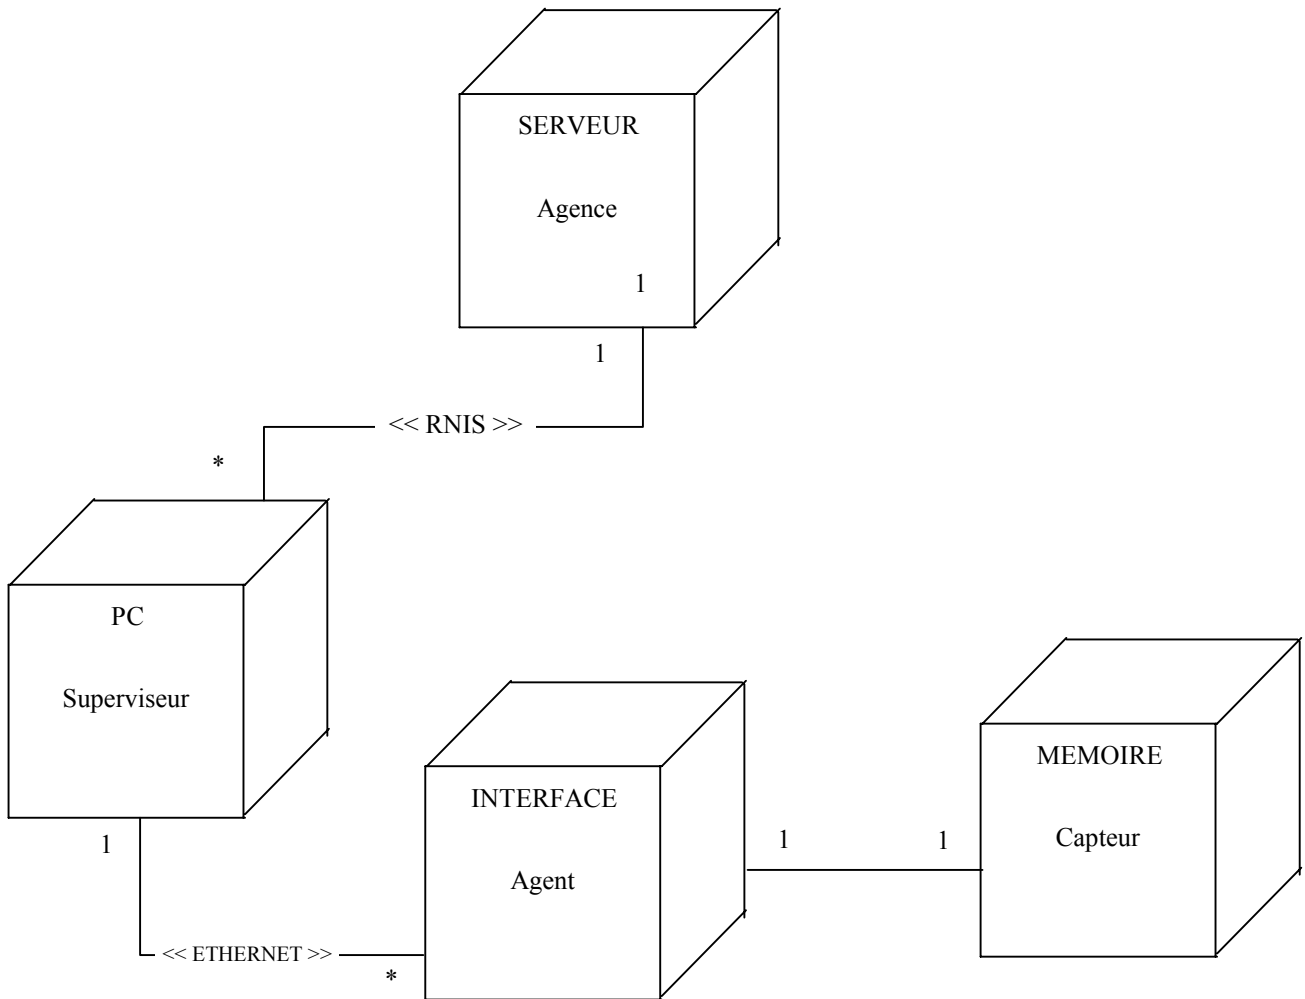 SERVEUR
Agence
1
1
<< RNIS >>
*
PC
Superviseur
1
<< ETHERNET >>
*
INTERFACE
Agent
1
1
MEMOIRE
Capteur